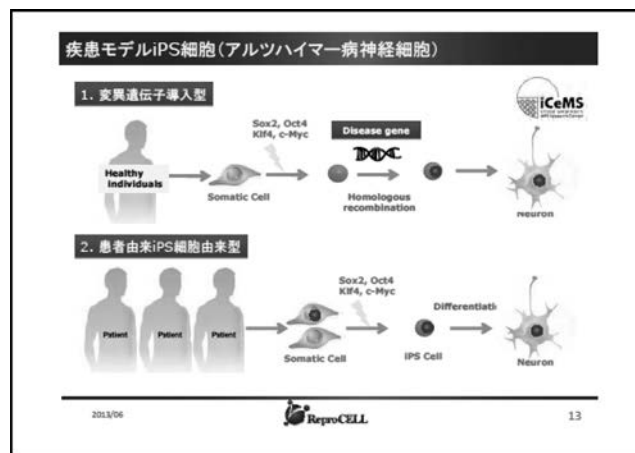 疾患モデルiPS細胞(アルツハイマー病神経細胞)
1. 変異遺伝子導入型
iCeMS
Sox2, Oct4
Klf4, c-Myc
Disease gene
Healthy
individuals
Somatic Cell
Homologous
recombination
Neuron
2. 患者由来iPS細胞由来型
Sox2, Oct4
Klf4, c-Myc
Differentiati
Patient
Patient
Patient
Somatic Cell
iPS Cell
Neuron
2013/06
ReproCELL
13